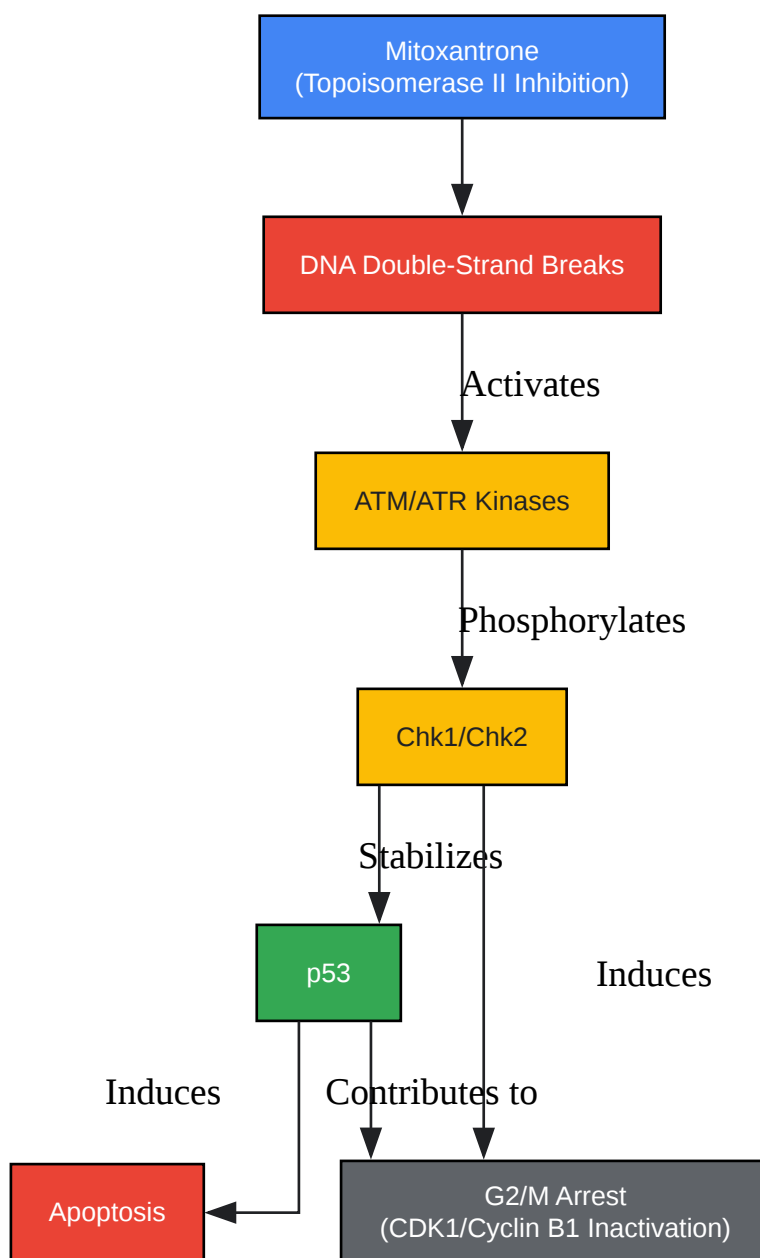 Mitoxantrone
(Topoisomerase II Inhibition)
DNA Double-Strand Breaks
Activates
ATM/ATR Kinases
Phosphorylates
Chk1/Chk2
Stabilizes
p53
Induces
Induces
Contributes to
Apoptosis
G2/M Arrest
(CDK1/Cyclin B1 Inactivation)